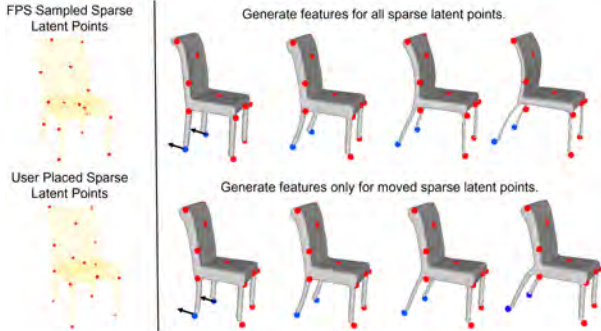 FPS Sampled Sparse
Latent Points
Generate features for all sparse latent points.
User Placed Sparse
Latent Points
Generate features only for moved sparse latent points.